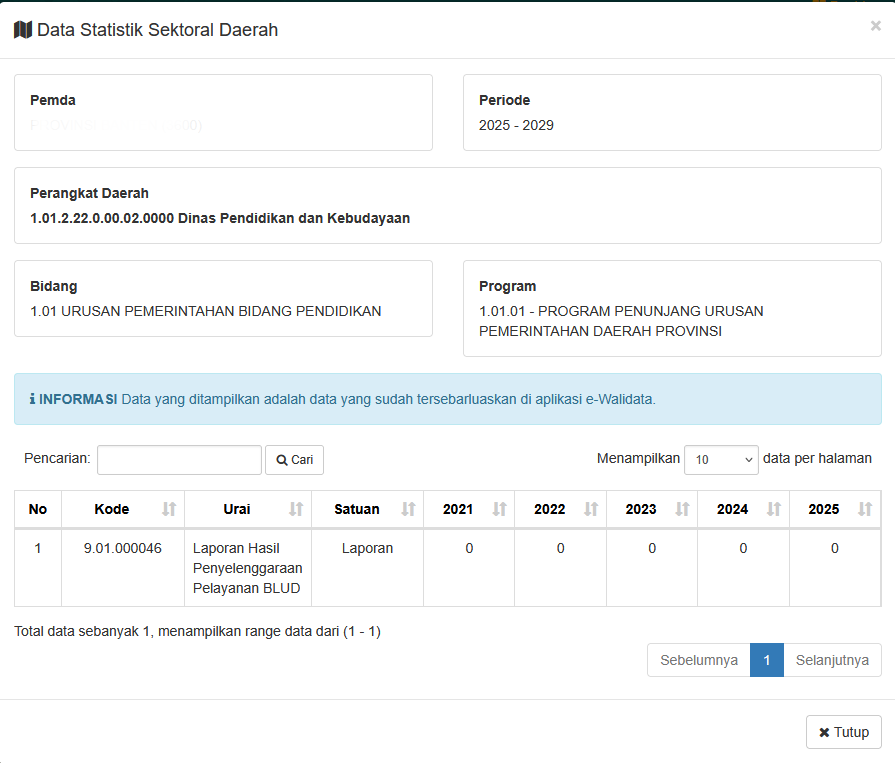 Data Statistik Sektoral Daerah
×
Pemda
Periode
2025 - 2029
Perangkat Daerah
1.01.2.22.0.00.02.0000 Dinas Pendidikan dan Kebudayaan
Bidang
1.01 URUSAN PEMERINTAHAN BIDANG PENDIDIKAN
Program
1.01.01 - PROGRAM PENUNJANG URUSAN
PEMERINTAHAN DAERAH PROVINSI
INFORMASI Data yang ditampilkan adalah data yang sudah tersebarluaskan di aplikasi e-Walidata.
Pencarian: Cari Menampilkan 10 data per halaman
No Kode Urai Satuan 2021 2022 2023 2024 2025
1 9.01.000046 Laporan Hasil Laporan 0 0 0 0 0
Penyelenggaraan
Pelayanan BLUD
Total data sebanyak 1, menampilkan range data dari (1 - 1)
Sebelumnya 1 Selanjutnya
Tutup